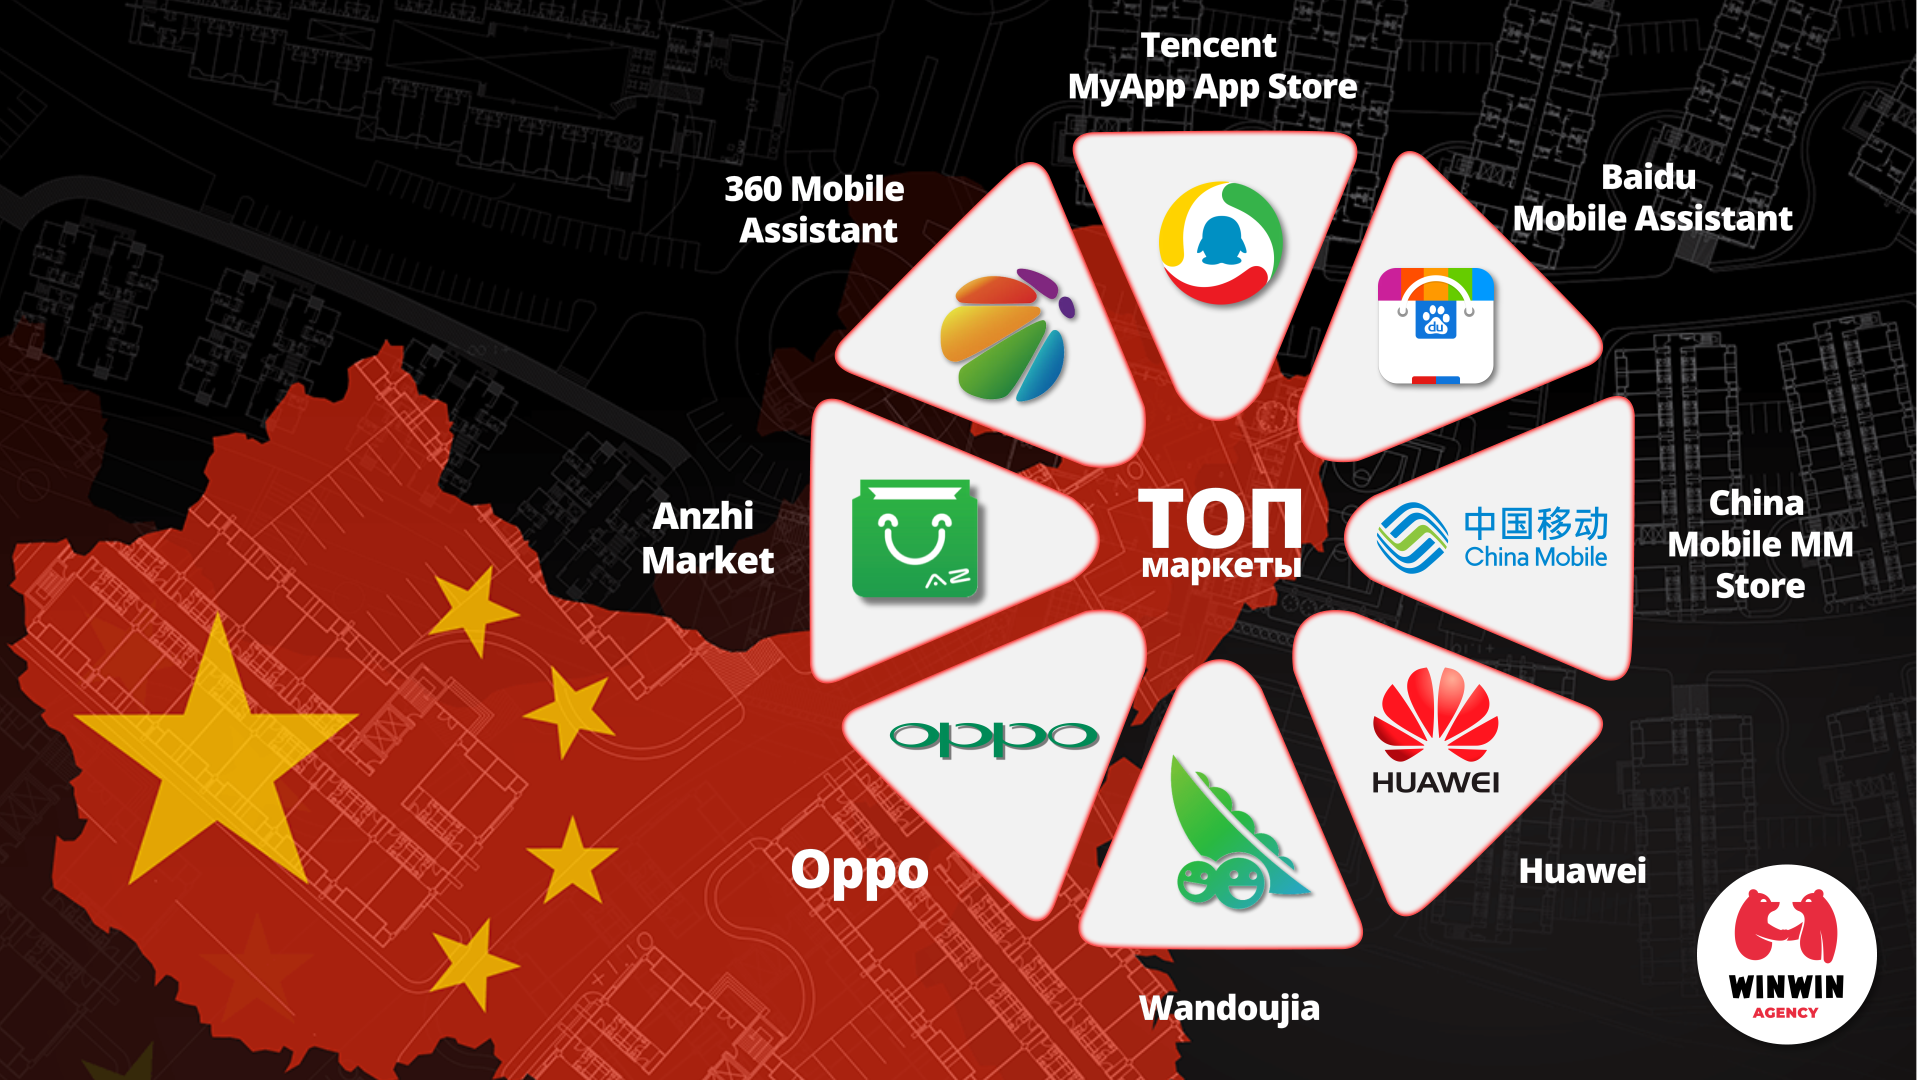 Tencent
MyApp App Store
360 Mobile
Assistant
Baidu
Mobile Assistant
du
Anzhi
Market
AZ
ТОП
маркеты
中国移动
China Mobile
China
Mobile MM
Store
oppo
Oppo
HUAWEI
Huawei
Wandoujia
WINWIN
AGENCY